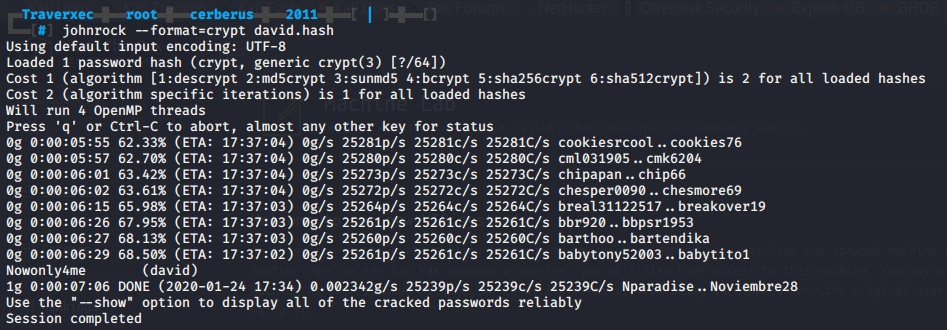 Traverxec root cerberus 2011 [ | ] []
[#] johnrock --format=crypt david.hash
Using default input encoding: UTF-8
Loaded 1 password hash (crypt, generic crypt(3) [?/64])
Cost 1 (algorithm [1:descrypt 2:md5crypt 3:sunmd5 4:bcrypt 5:sha256crypt 6:sha512crypt]) is 2 for all loaded hashes
Cost 2 (algorithm specific iterations) is 1 for all loaded hashes
Will run 4 OpenMP threads
Press 'q' or Ctrl-C to abort, almost any other key for status
0g 0:00:05:55 62.33% (ETA: 17:37:04) 0g/s 25281p/s 25281c/s 25281C/s cookiesrcool..cookies76
0g 0:00:05:57 62.70% (ETA: 17:37:04) 0g/s 25280p/s 25280c/s 25280C/s cml031905..cmk6204
0g 0:00:06:01 63.42% (ETA: 17:37:04) 0g/s 25273p/s 25273c/s 25273C/s chipapan..chip66
0g 0:00:06:02 63.61% (ETA: 17:37:04) 0g/s 25272p/s 25272c/s 25272C/s chesper0090..chesmore69
0g 0:00:06:15 65.98% (ETA: 17:37:03) 0g/s 25264p/s 25264c/s 25264C/s breal31122517..breakover19
0g 0:00:06:26 67.95% (ETA: 17:37:03) 0g/s 25261p/s 25261c/s 25261C/s bbr920..bbpsr1953
0g 0:00:06:27 68.13% (ETA: 17:37:03) 0g/s 25260p/s 25260c/s 25260C/s barthoo..bartendika
0g 0:00:06:29 68.50% (ETA: 17:37:02) 0g/s 25261p/s 25261c/s 25261C/s babytony52003..babytito1
Nowonly4me (david)
1g 0:00:07:06 DONE (2020-01-24 17:34) 0.002342g/s 25239p/s 25239c/s 25239C/s Nparadise..Noviembre28
Use the "--show" option to display all of the cracked passwords reliably
Session completed